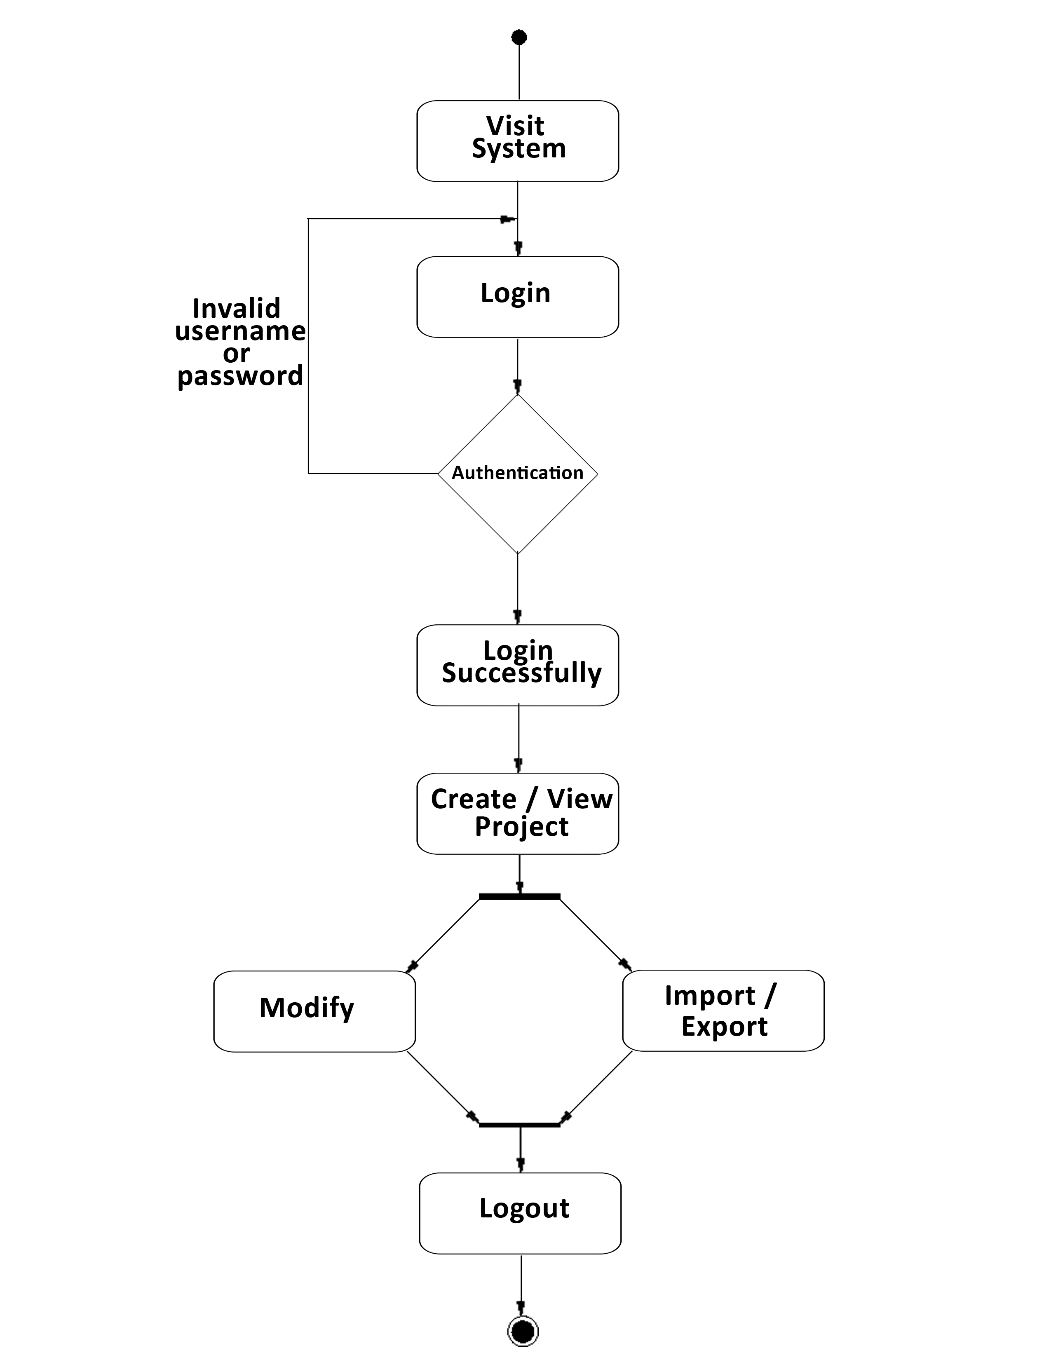 Visit
System
Login
Invalid
username
or
password
Authentication
Login
Successfully
Create / View
Project
Modify
Import /
Export
Logout